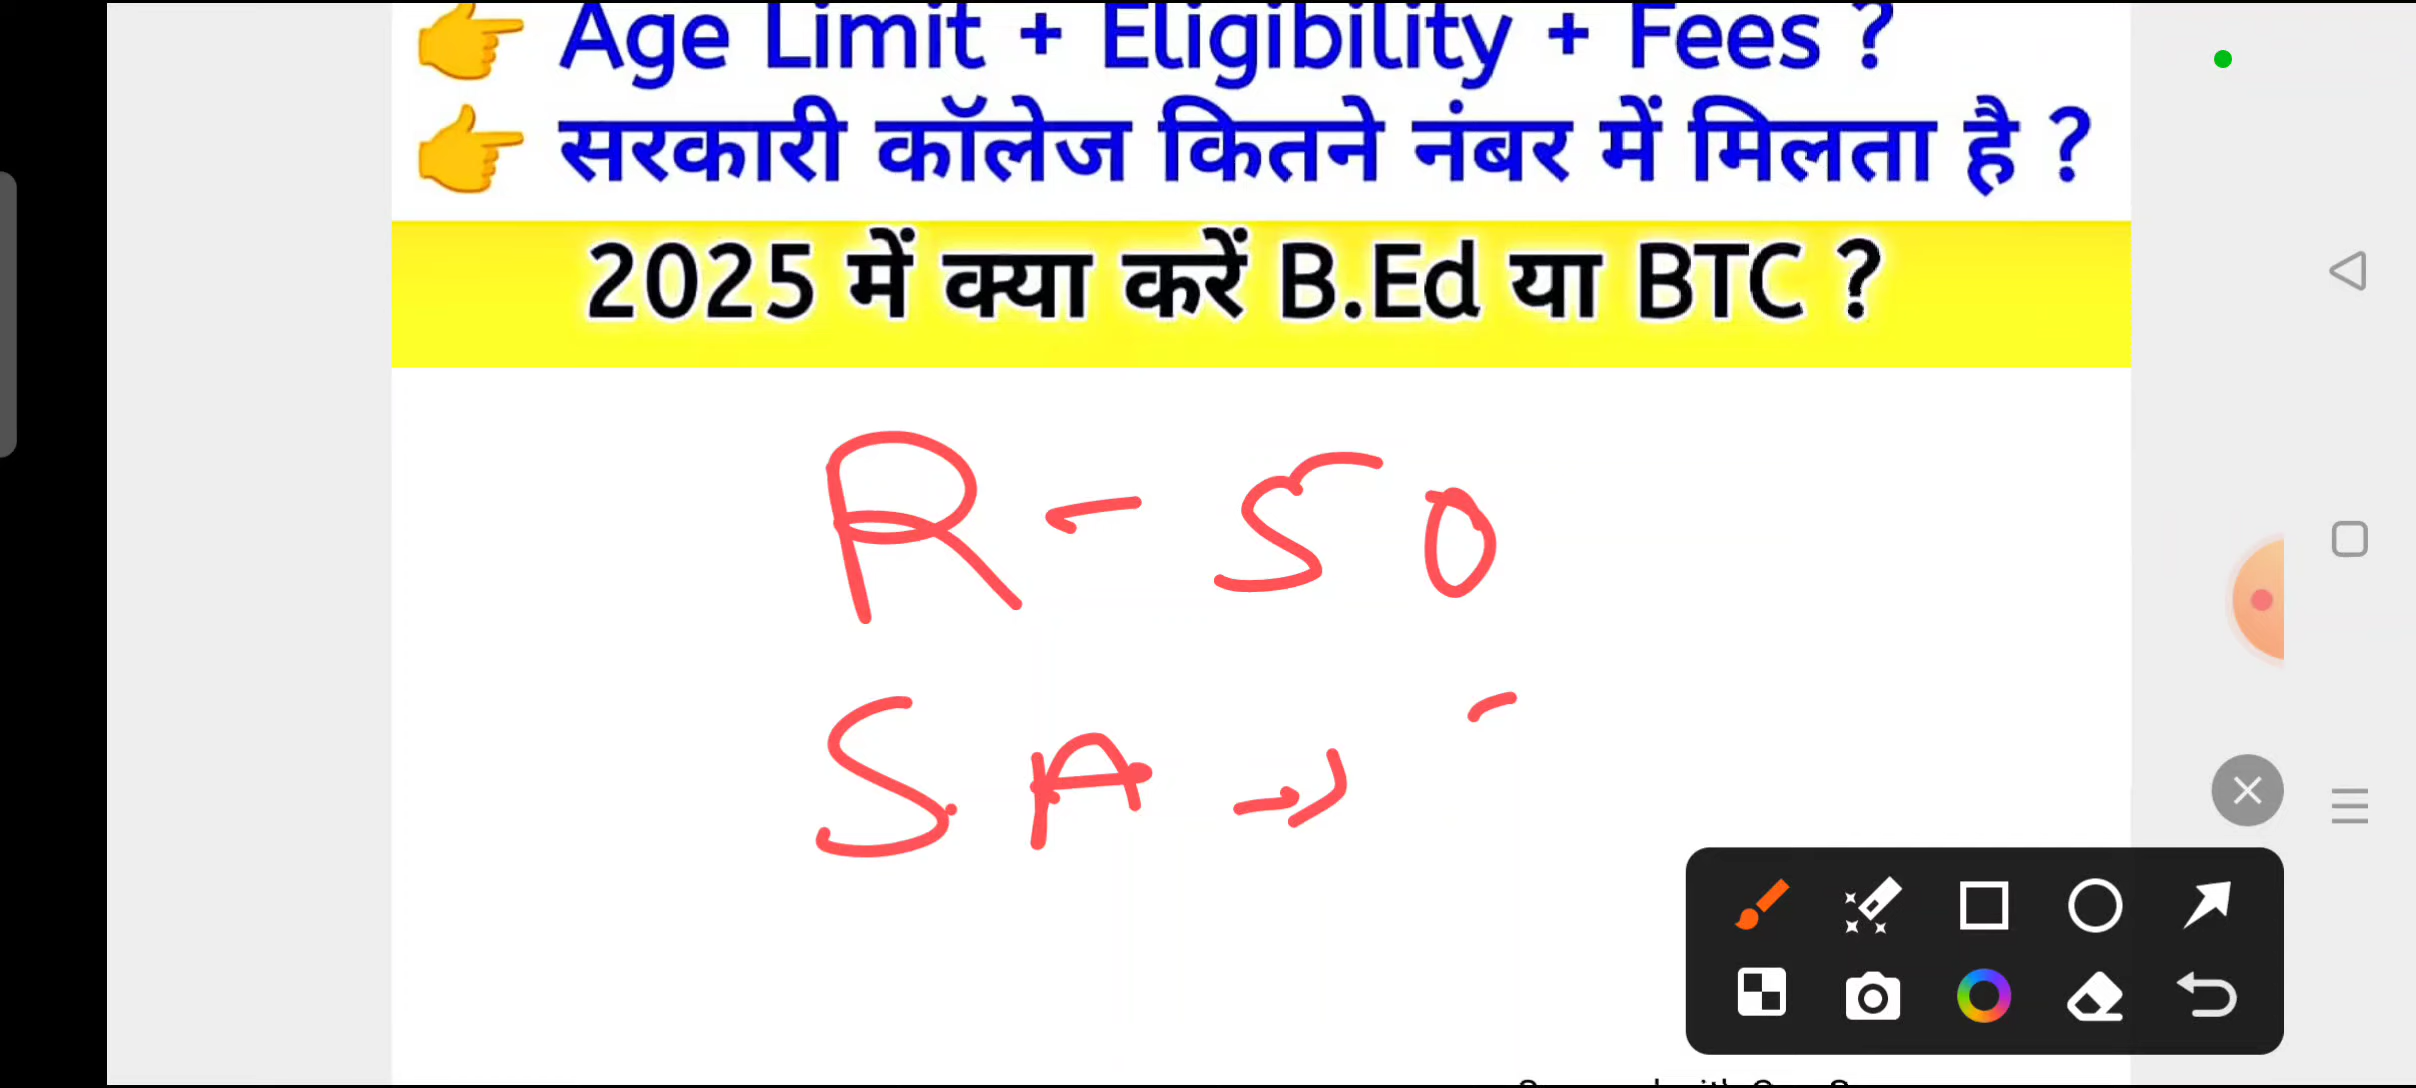 Age Limit + Eligibility + Fees ?
सरकारी कॉलेज कितने नंबर में मिलता है ?
2025 में क्या करें B.Ed या BTC ?
R - 50
SA →